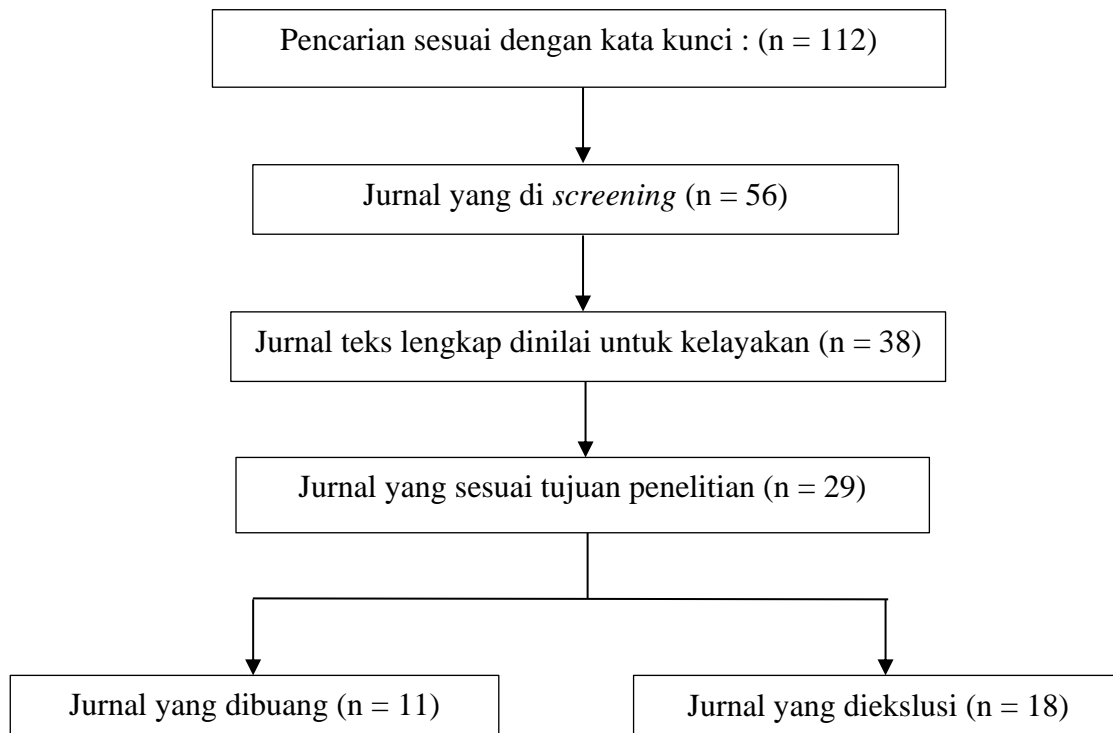 Pencarian sesuai dengan kata kunci : (n = 112)
Jurnal yang di screening (n = 56)
Jurnal teks lengkap dinilai untuk kelayakan (n = 38)
Jurnal yang sesuai tujuan penelitian (n = 29)
Jurnal yang dibuang (n = 11)
Jurnal yang diekslusi (n = 18)